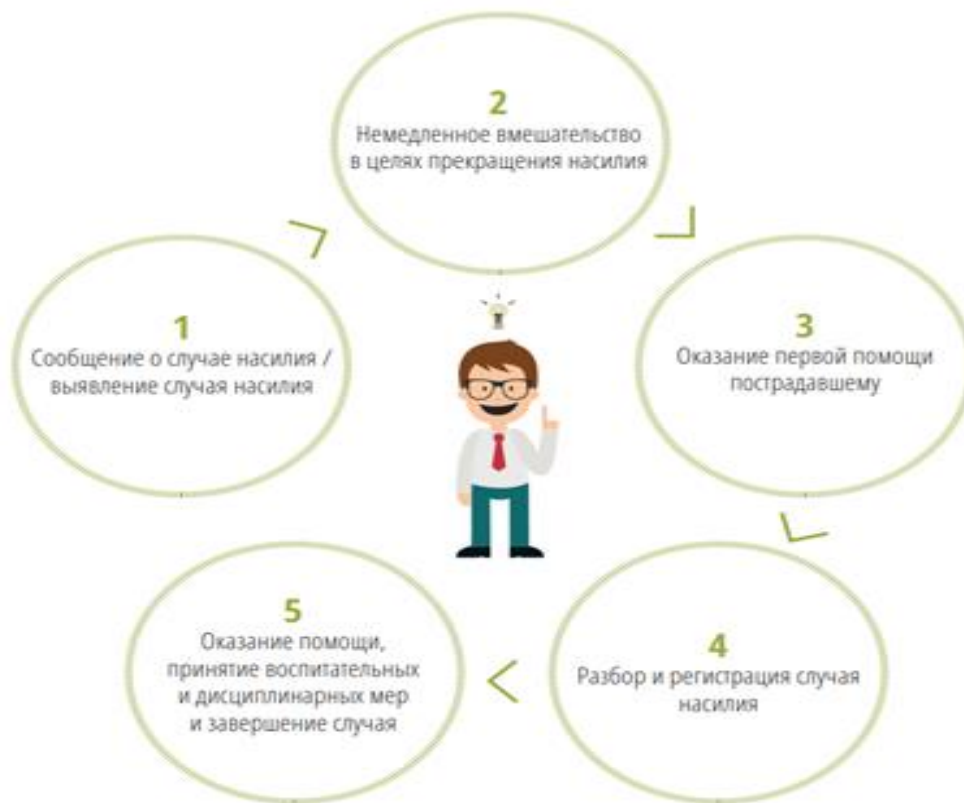 1
Сообщение о случае насилия /
выявление случая насилия
2
Немедленное вмешательство
в целях прекращения насилия
3
Оказание первой помощи
пострадавшему
4
Разбор и регистрация случая
насилия
5
Оказание помощи,
принятие воспитательных
и дисциплинарных мер
и завершение случая